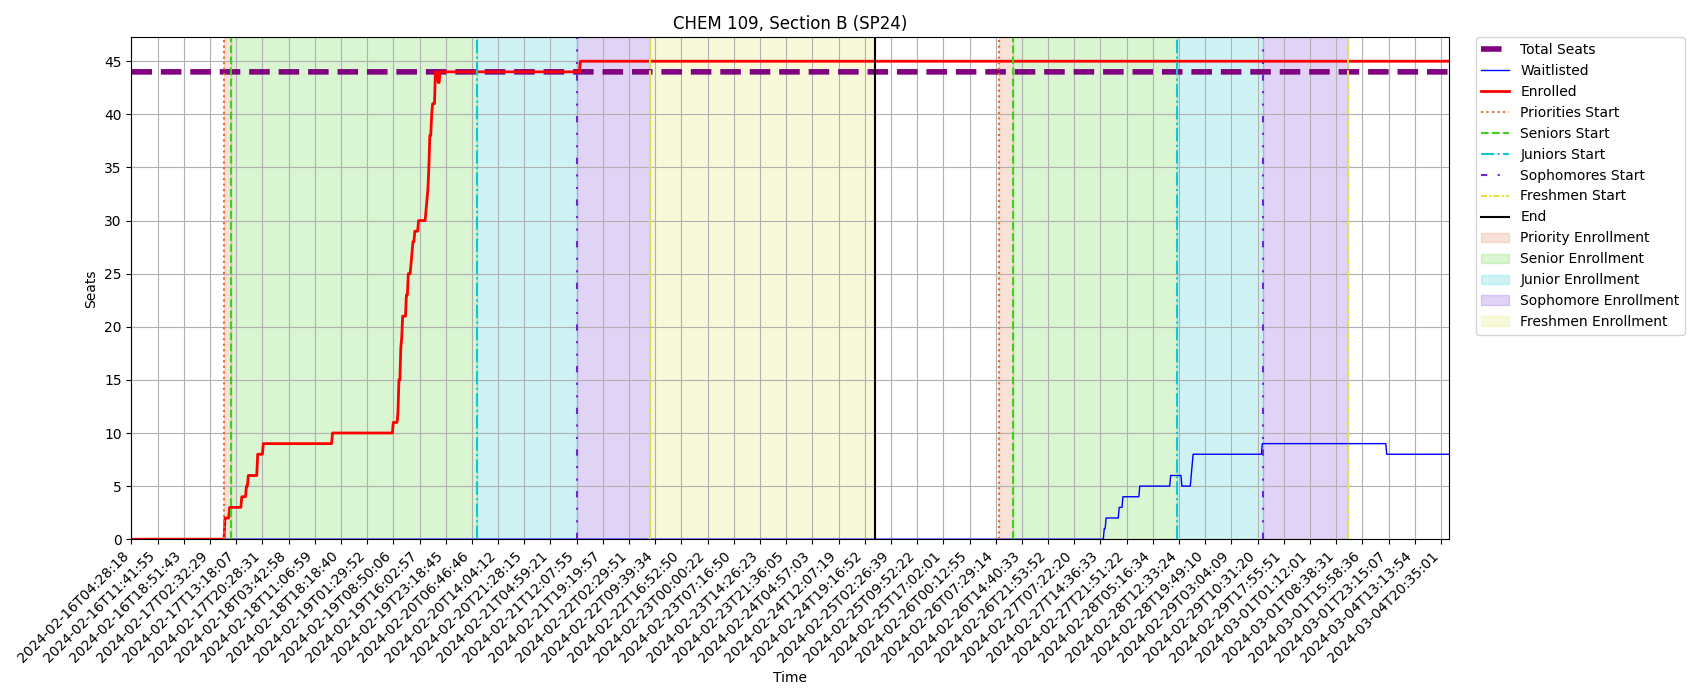 CHEM 109, Section B (SP24)
Total Seats
Waitlisted
Enrolled
Priorities Start
Seniors Start
Juniors Start
Sophomores Start
Freshmen Start
End
Priority Enrollment
Senior Enrollment
Junior Enrollment
Sophomore Enrollment
Freshmen Enrollment
Seats
45
40
35
30
25
20
15
10
5
0
2024-02-16T04:28:18
2024-02-16T11:41:55
2024-02-16T18:51:43
2024-02-17T02:32:29
2024-02-17T13:18:07
2024-02-17T20:28:31
2024-02-18T03:42:58
2024-02-18T11:06:59
2024-02-18T18:18:40
2024-02-19T01:29:52
2024-02-19T08:50:06
2024-02-19T16:02:57
2024-02-19T23:18:45
2024-02-20T06:46:46
2024-02-20T14:04:12
2024-02-20T21:28:15
2024-02-21T04:59:21
2024-02-21T12:07:55
2024-02-21T19:19:57
2024-02-22T02:29:51
2024-02-22T09:39:34
2024-02-22T16:52:50
2024-02-23T00:00:22
2024-02-23T07:16:50
2024-02-23T14:26:23
2024-02-23T21:36:05
2024-02-24T04:57:03
2024-02-24T12:07:19
2024-02-24T19:16:52
2024-02-25T02:26:39
2024-02-25T09:52:22
2024-02-25T17:02:01
2024-02-26T00:12:55
2024-02-26T07:29:14
2024-02-26T14:40:33
2024-02-26T21:53:52
2024-02-27T07:22:20
2024-02-27T14:36:33
2024-02-27T21:51:22
2024-02-28T05:16:34
2024-02-28T12:33:24
2024-02-28T19:49:10
2024-02-29T03:04:09
2024-02-29T10:31:20
2024-02-29T17:55:51
2024-03-01T01:12:01
2024-03-01T08:38:31
2024-03-01T15:58:36
2024-03-01T23:15:07
2024-03-04T13:13:54
2024-03-04T20:35:01
Time